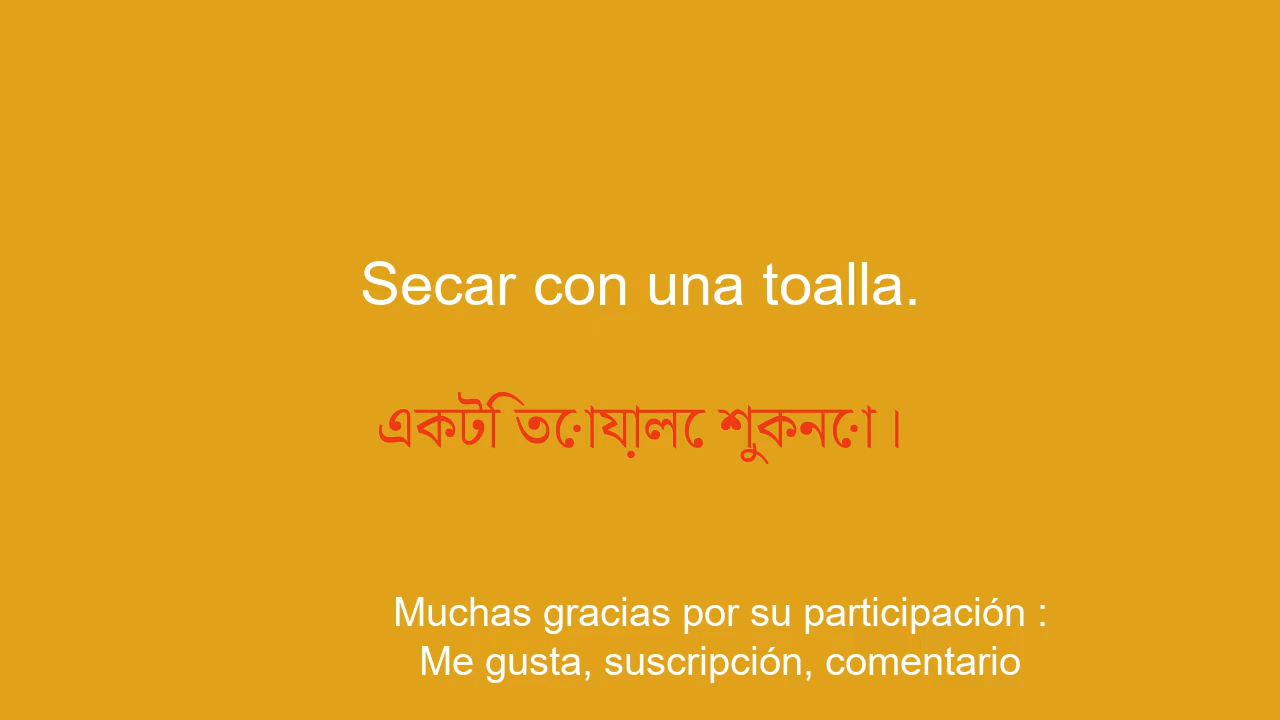 Secar con una toalla.
একটি তোয়ালে শুকনো।
Muchas gracias por su participación :
Me gusta, suscripción, comentario